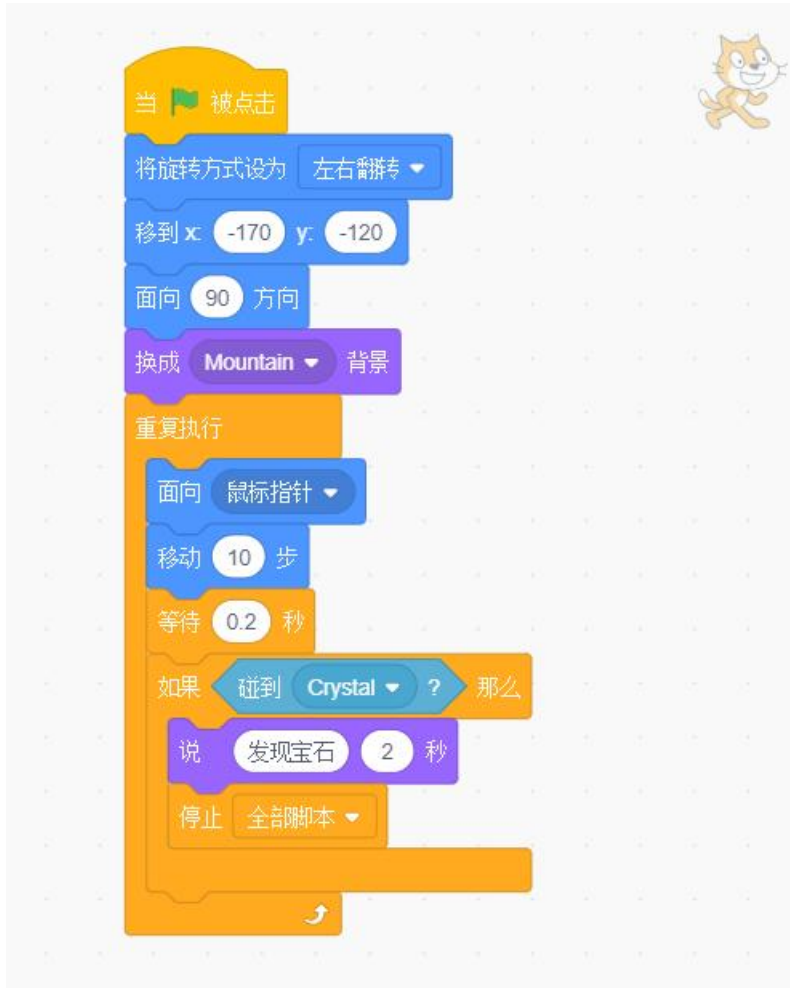 当 被点击
将旋转方式设为 左右翻转
移到 x: -170 y: -120
面向 90 方向
换成 Mountain 背景
重复执行
面向 鼠标指针
移动 10 步
等待 0.2 秒
如果 碰到 Crystal ? 那么
说 发现宝石 2 秒
停止 全部脚本